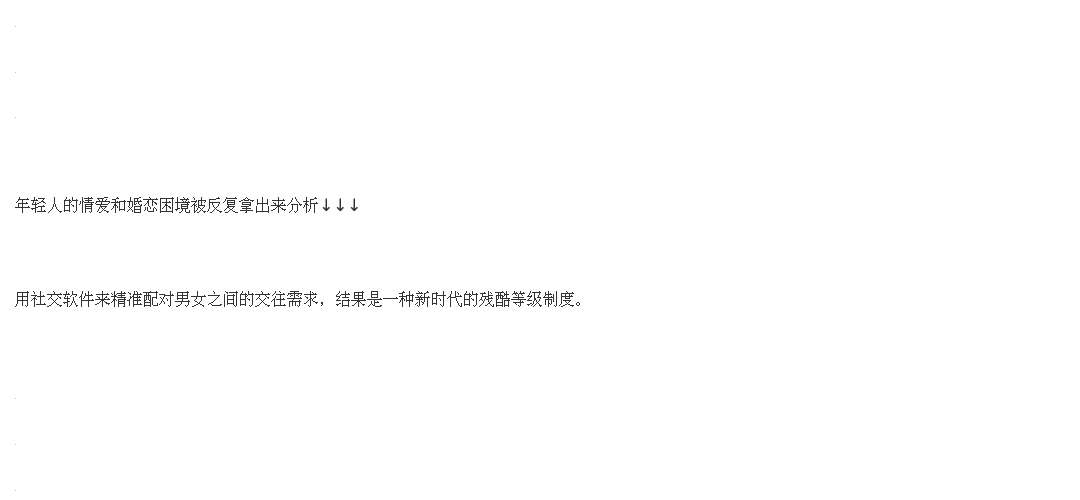 年轻人的情爱和婚恋困境被反复拿出来分析↓↓↓
用社交软件来精准配对男女之间的交往需求，结果是一种新时代的残酷等级制度。